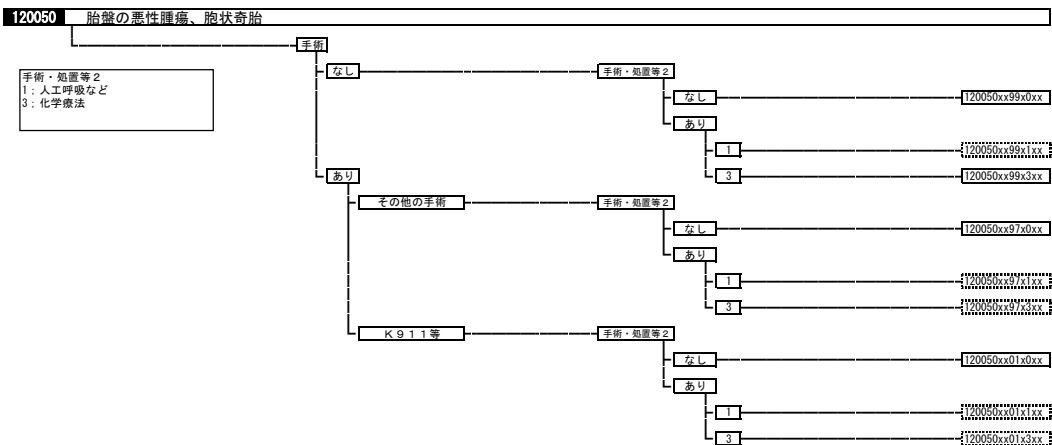 120050 胎盤の悪性腫瘍、胞状奇胎
手術
手術・処置等2
1:人工呼吸など
3:化学療法
なし 手術・処置等2
なし 120050xx99x0xx
あり
1 120050xx99x1xx
3 120050xx99x3xx
あり
その他の手術 手術・処置等2
なし 120050xx97x0xx
あり
1 120050xx97x1xx
3 120050xx97x3xx
K911等 手術・処置等2
なし 120050xx01x0xx
あり
1 120050xx01x1xx
3 120050xx01x3xx